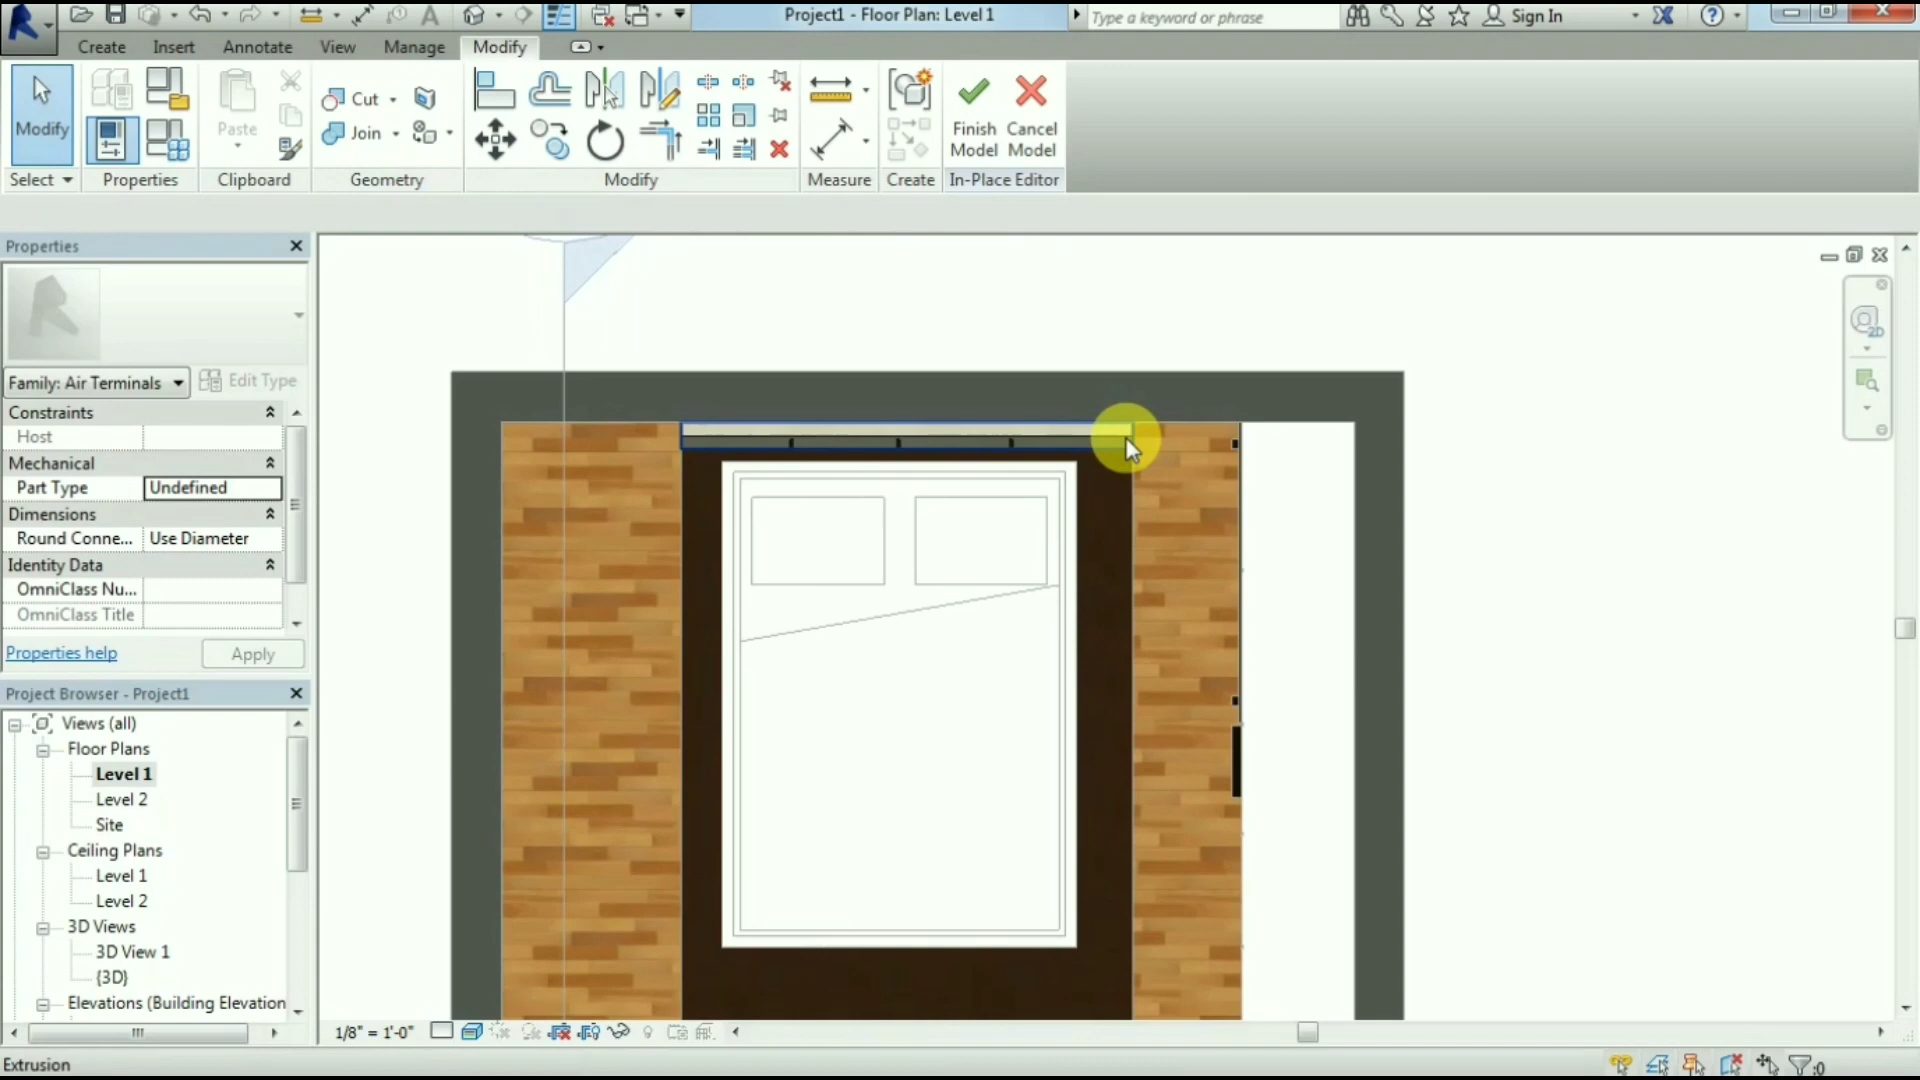 Project1 - Floor Plan: Level 1
Type a keyword or phrase
Sign In
Create Insert Annotate View Manage Modify
Modify
Paste
Cut
Join
Finish Model
Cancel Model
Select Properties Clipboard Geometry Modify Measure Create In-Place Editor
Properties
Family: Air Terminals
Edit Type
Constraints
Host
Mechanical
Part Type Undefined
Dimensions
Round Conne... Use Diameter
Identity Data
OmniClass Nu...
OmniClass Title
Properties help
Apply
Project Browser - Project1
Views (all)
Floor Plans
Level 1
Level 2
Site
Ceiling Plans
Level 1
Level 2
3D Views
3D View 1
{3D}
Elevations (Building Elevation
2D
1/8" = 1'-0"
Extrusion
:0